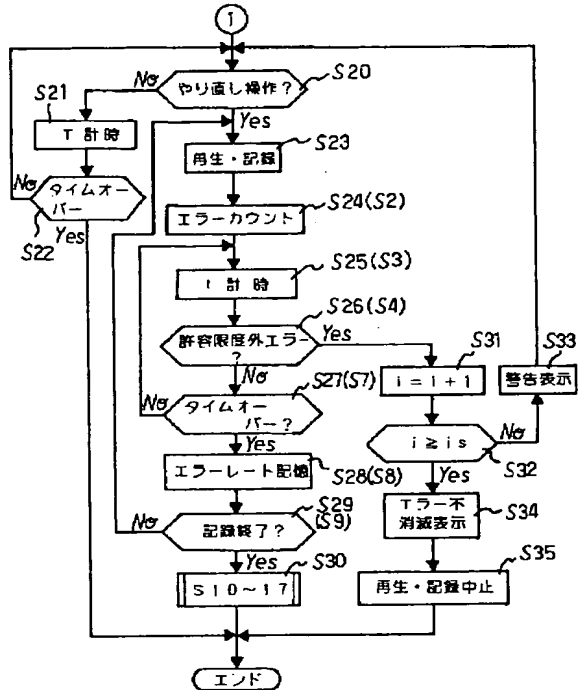 1
S20
やり直し操作?
No
Yes
S21
T 計時
S23
再生・記録
No
タイムオーバー
S22
Yes
S24(S2)
エラーカウント
S25(S3)
t 計時
S26(S4)
許容限度外エラー
?
Yes
No
S31
i = i + 1
S33
警告表示
S27(S7)
No
タイムオー
バー?
Yes
i ≧ is
No
S32
Yes
エラーレート記憶
S28(S8)
S29
(S9)
No
記録終了?
Yes
エラー不
消滅表示
S34
S30
S10~17
S35
再生・記録中止
エンド